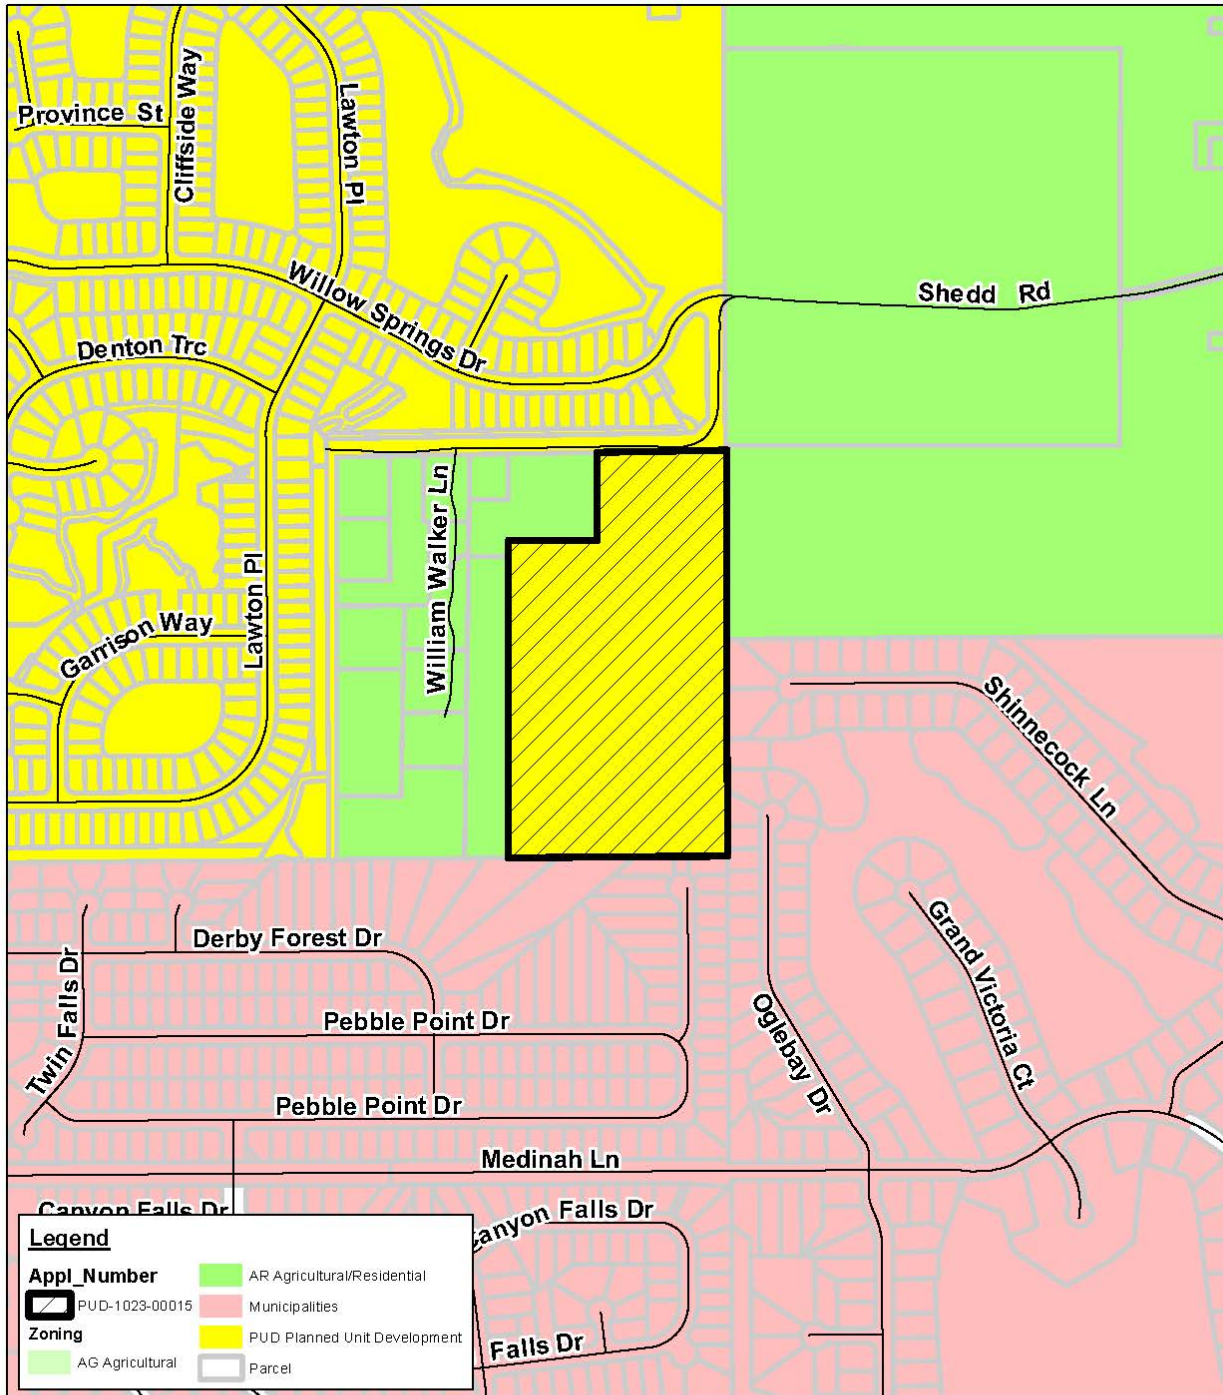 Province St
Cliffside Way
Lawton Pl
Willow Springs Dr
Shedd Rd
Denton Trc
William Walker Ln
Lawton Pl
Garrison Way
Shinnecock Ln
Grand Victoria Ct
Derby Forest Dr
Twin Falls Dr
Pebble Point Dr
Oglebay Dr
Pebble Point Dr
Medinah Ln
Canyon Falls Dr
Canyon Falls Dr
Falls Dr
Legend
Appl_Number
PUD-1023-00015
Zoning
AG Agricultural
AR Agricultural/Residential
Municipalities
PUD Planned Unit Development
Parcel